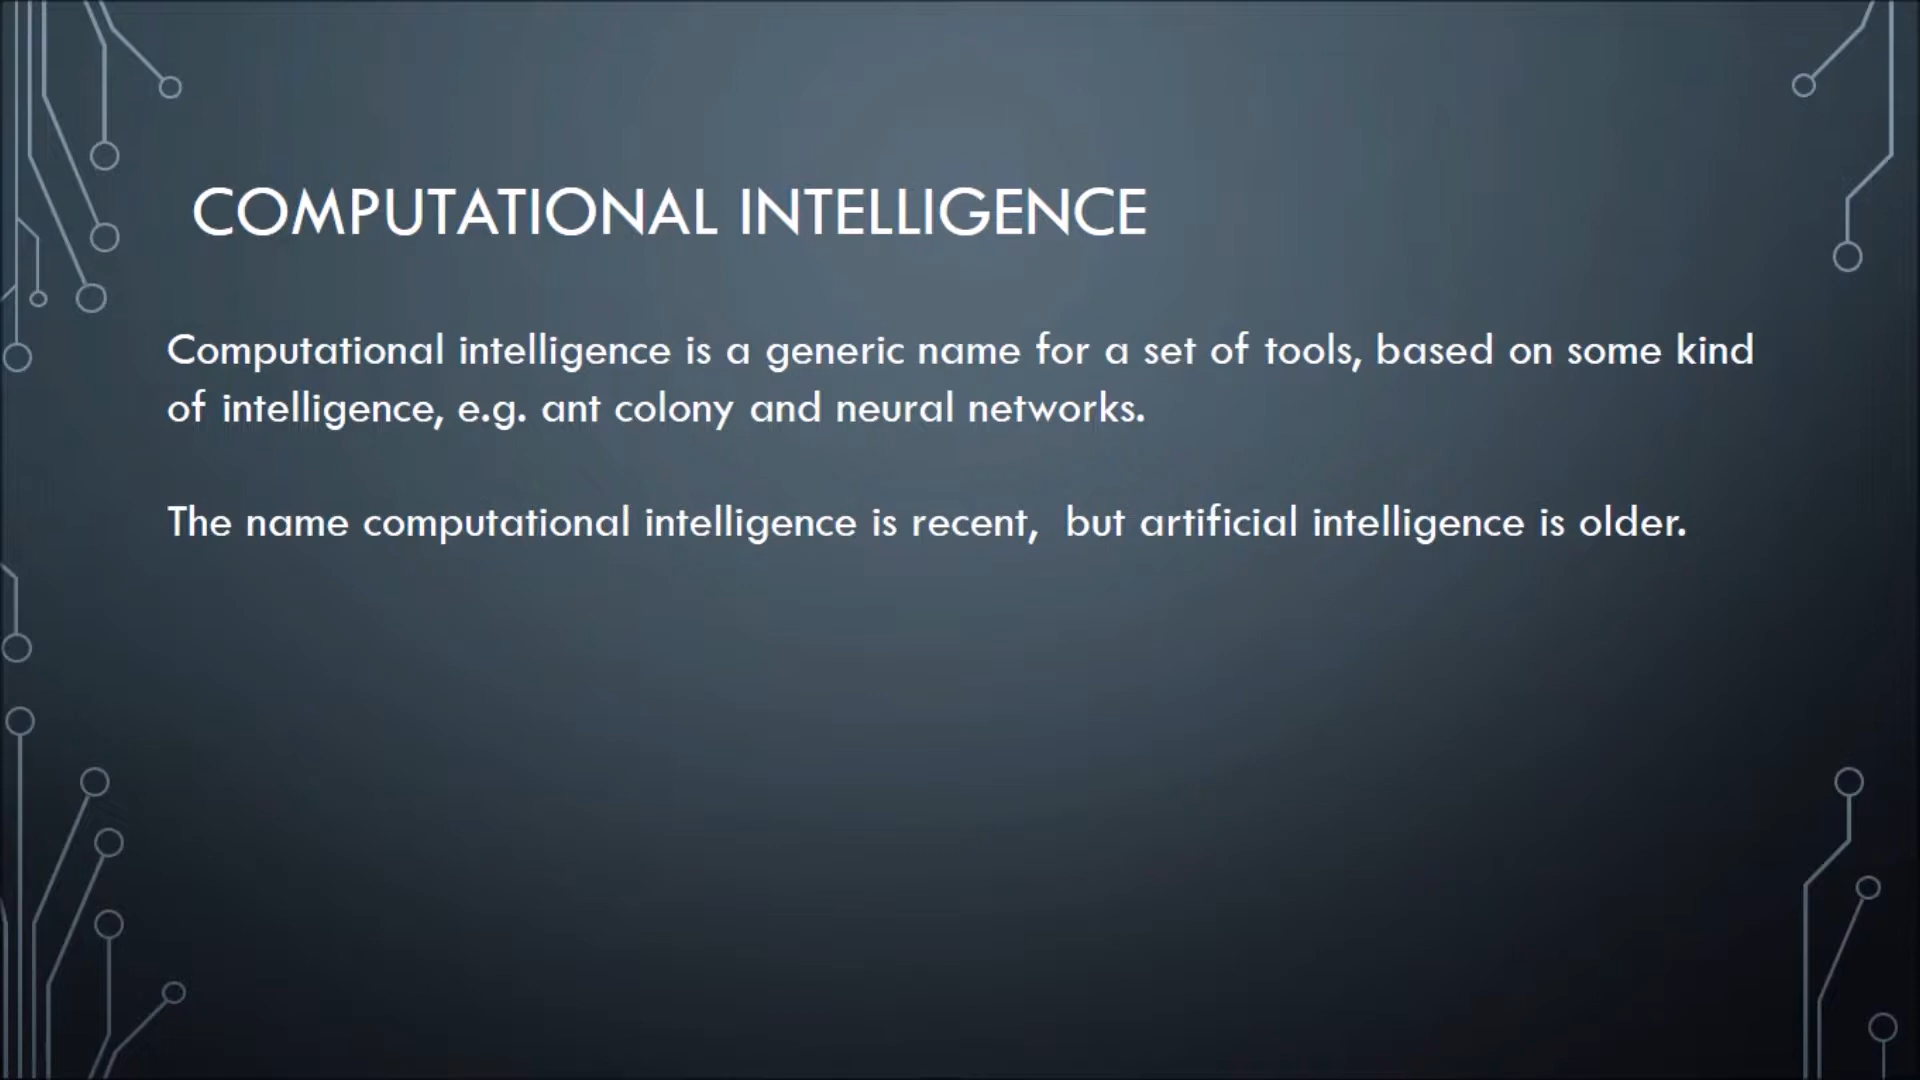 COMPUTATIONAL INTELLIGENCE
Computational intelligence is a generic name for a set of tools, based on some kind
of intelligence, e.g. ant colony and neural networks.
The name computational intelligence is recent,  but artificial intelligence is older.